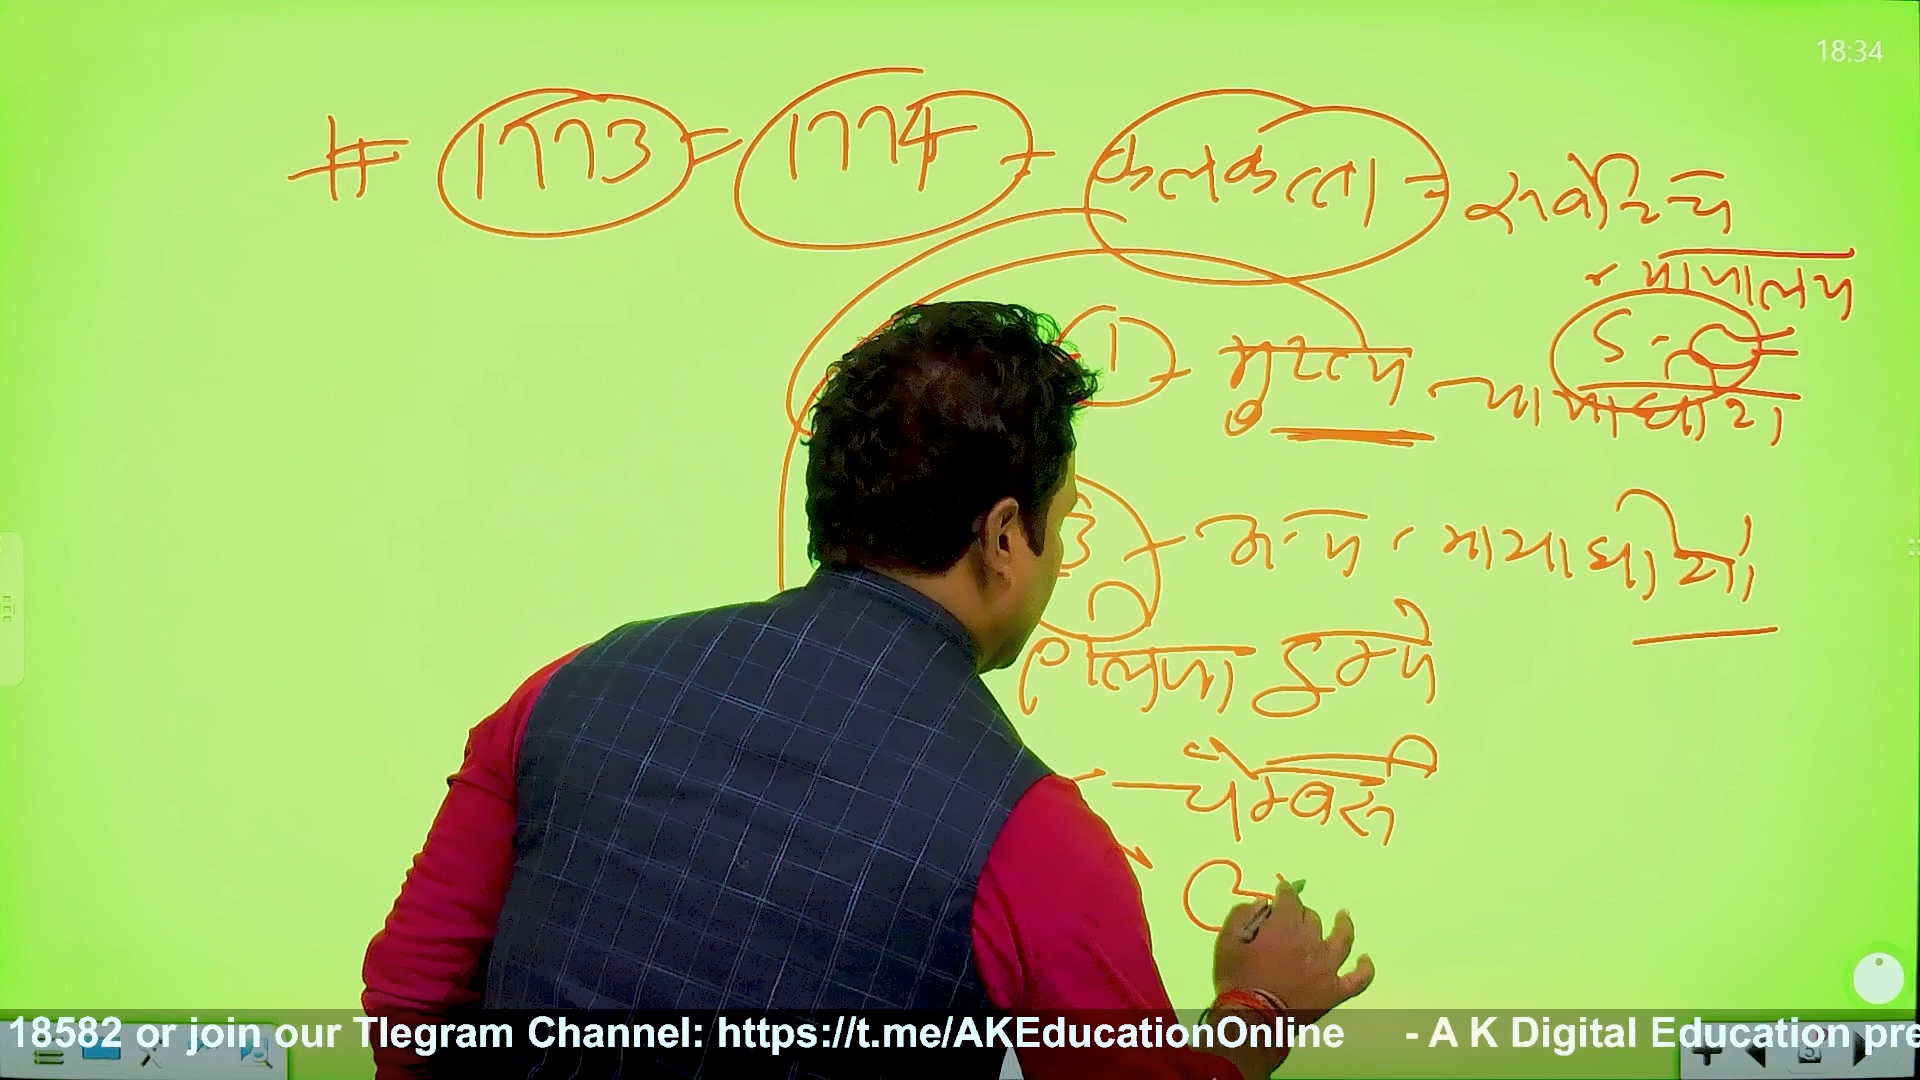 18:34
# 1773 = 1774 - कलकत्ता = सर्वोच्च
न्यायालय
① मुख्य S.C
न्यायाधीश
③ - अन्य न्यायाधीशों
एलिजा इम्पे
- चैम्बर्स
18582 or join our Tlegram Channel: https://t.me/AKEducationOnline - A K Digital Education pre